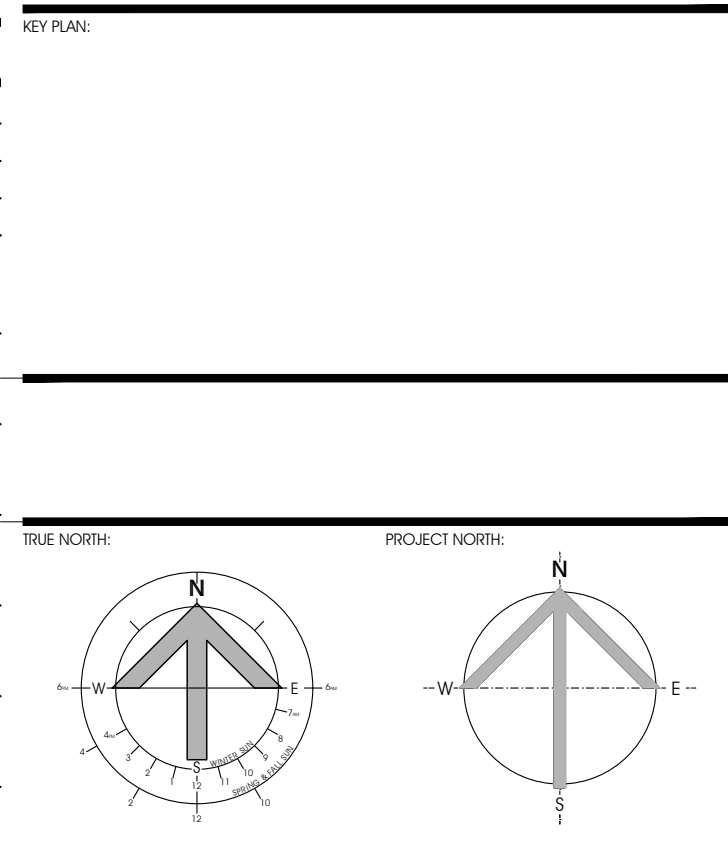 KEY PLAN:
TRUE NORTH:
PROJECT NORTH:
N
6PM W E 6AM
7AM
4PM 8
4 3 9
2 10
1 11
S
12
WINTER SUN
SPRING & FALL SUN
2 10
12
N
W E
S